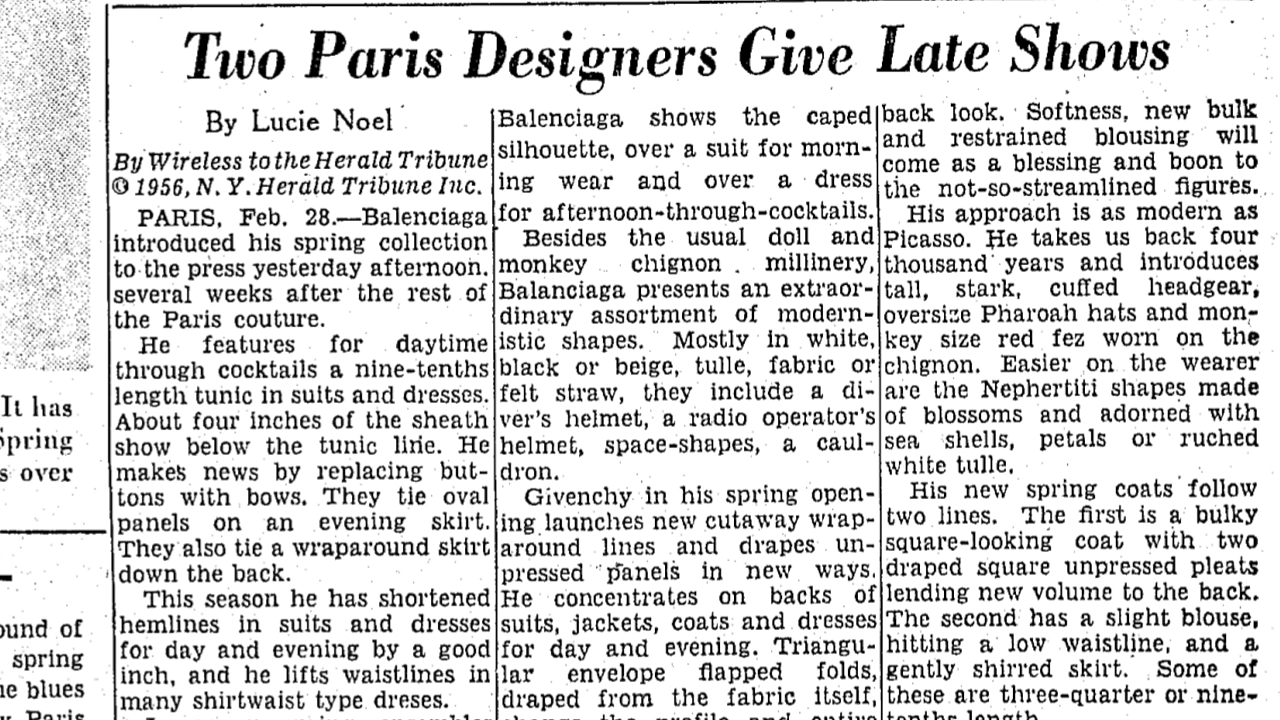 Two Paris Designers Give Late Shows
By Lucie Noel
By Wireless to the Herald Tribune
© 1956, N. Y. Herald Tribune Inc.
PARIS, Feb. 28.—Balenciaga
introduced his spring collection
to the press yesterday afternoon,
several weeks after the rest of
the Paris couture.
He features for daytime
through cocktails a nine-tenths
length tunic in suits and dresses.
About four inches of the sheath
show below the tunic line. He
makes news by replacing but-
tons with bows. They tie oval
panels on an evening skirt.
They also tie a wraparound skirt
down the back.
This season he has shortened
hemlines in suits and dresses
for day and evening by a good
inch, and he lifts waistlines in
many shirtwaist type dreses.
Balenciaga shows the caped
silhouette, over a suit for morn-
ing wear and over a dress
for afternoon-through-cocktails.
Besides the usual doll and
monkey chignon millinery,
Balanciaga presents an extraor-
dinary assortment of modern-
istic shapes. Mostly in white,
black or beige, tulle, fabric or
felt straw, they include a di-
ver's helmet, a radio operator's
helmet, space-shapes, a caul-
dron.
Givenchy in his spring open-
ing launches new cutaway wrap-
around lines and drapes un-
pressed panels in new ways.
He concentrates on backs of
suits, jackets, coats and dresses
for day and evening. Triangu-
lar envelope flapped folds,
draped from the fabric itself,
change the profile and entire
back look. Softness, new bulk
and restrained blousing will
come as a blessing and boon to
the not-so-streamlined figures.
His approach is as modern as
Picasso. He takes us back four
thousand years and introduces
tall, stark, cuffed headgear,
oversize Pharoah hats and mon-
key size red fez worn on the
chignon. Easier on the wearer
are the Nephertiti shapes made
of blossoms and adorned with
sea shells, petals or ruched
white tulle.
His new spring coats follow
two lines. The first is a bulky
square-looking coat with two
draped square unpressed pleats
lending new volume to the back.
The second has a slight blouse,
hitting a low waistline, and a
gently shirred skirt. Some of
these are three-quarter or nine-
tenths length
It has
Spring
s over
ound of
spring
ne blues
Paris